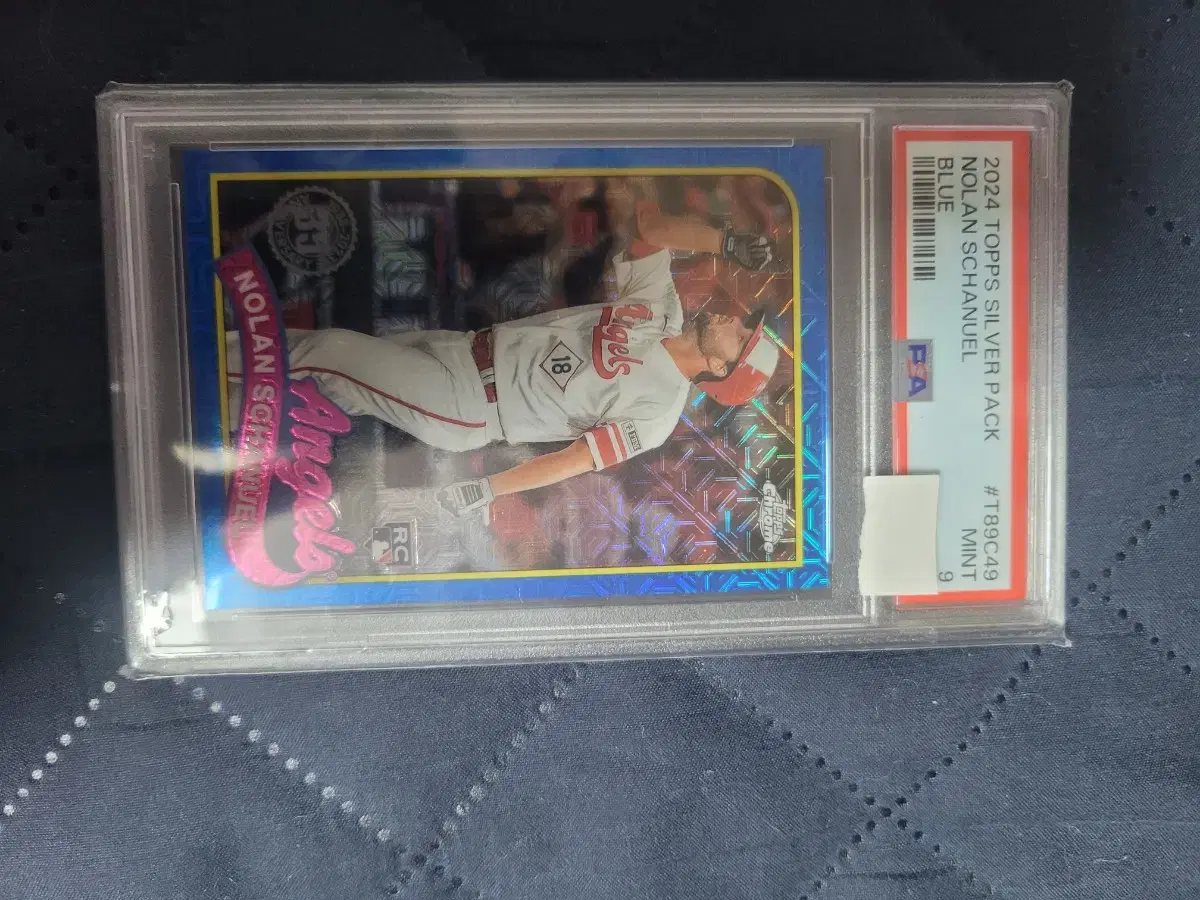 2024 TOPPS SILVER PACK #T89C49
NOLAN SCHANUEL MINT
BLUE 9
PSA
Topps
chrome
Angels
18
RC
Angels
NOLAN SCHANUEL